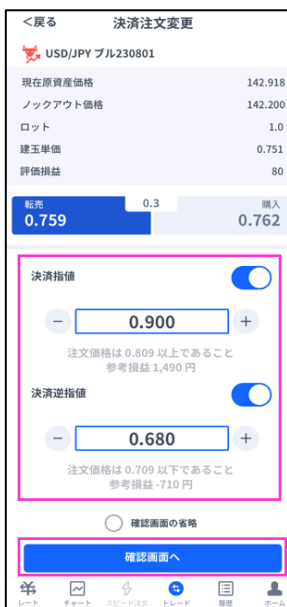 <戻る 決済注文変更
USD/JPY ブル230801
現在原資産価格 142.918
ノックアウト価格 142.200
ロット 1.0
建玉単価 0.751
評価損益 80
転売 0.3 購入
0.759 0.762
決済指値
− 0.900 +
注文価格は 0.809 以上であること
参考損益 1,490 円
決済逆指値
− 0.680 +
注文価格は 0.709 以下であること
参考損益 -710 円
確認画面の省略
確認画面へ
レート チャート スピード注文 トレード 履歴 ホーム